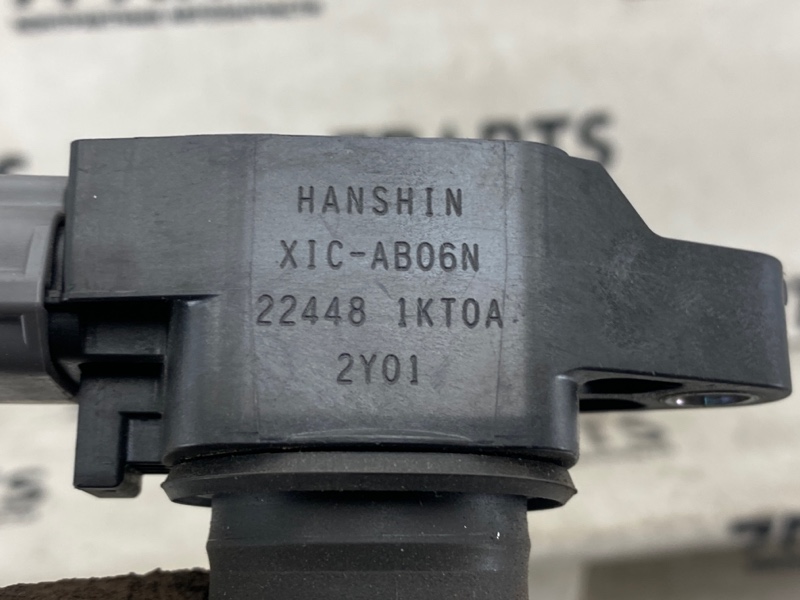 HANSHIN
XIC-AB06N
22448 1KT0A
2Y01